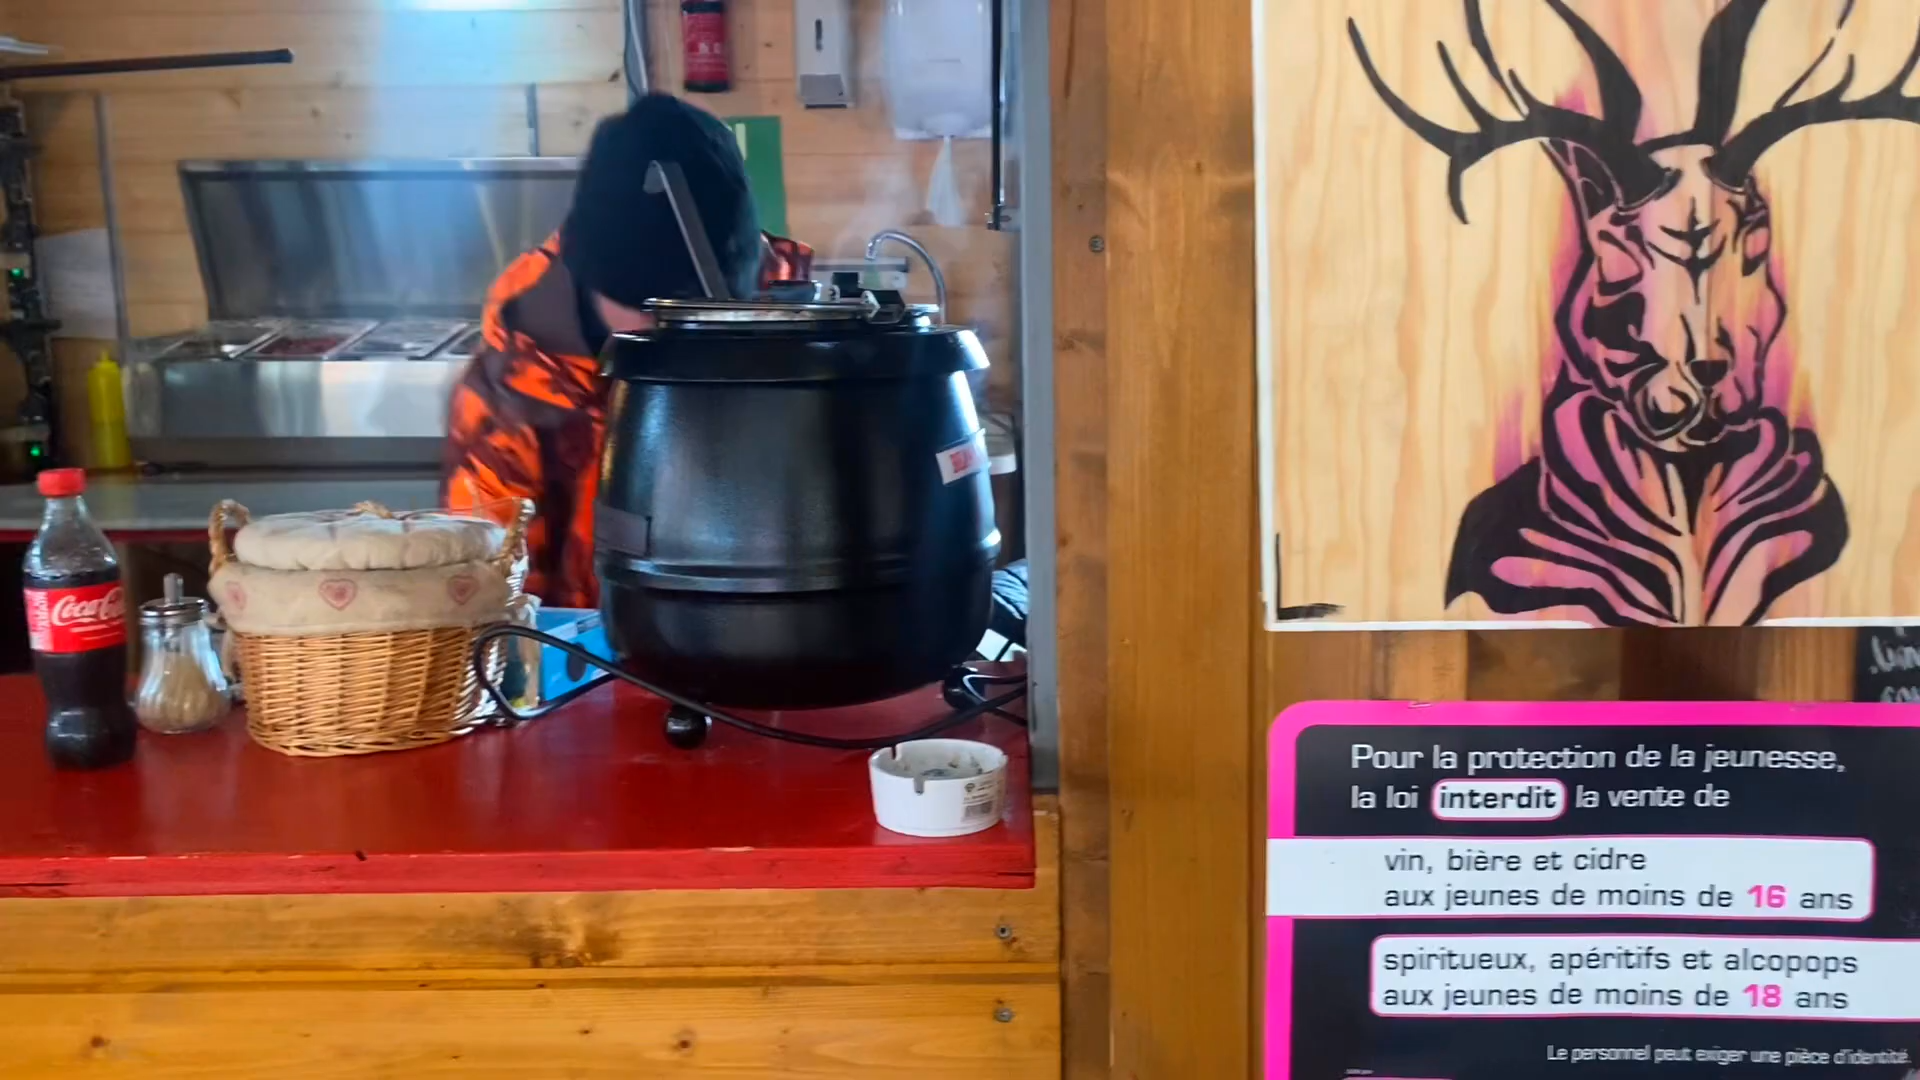 Coca-Cola
Pour la protection de la jeunesse,
la loi interdit la vente de
vin, bière et cidre
aux jeunes de moins de 16 ans
spiritueux, apéritifs et alcopops
aux jeunes de moins de 18 ans
Le personnel peut exiger une pièce d'identité.